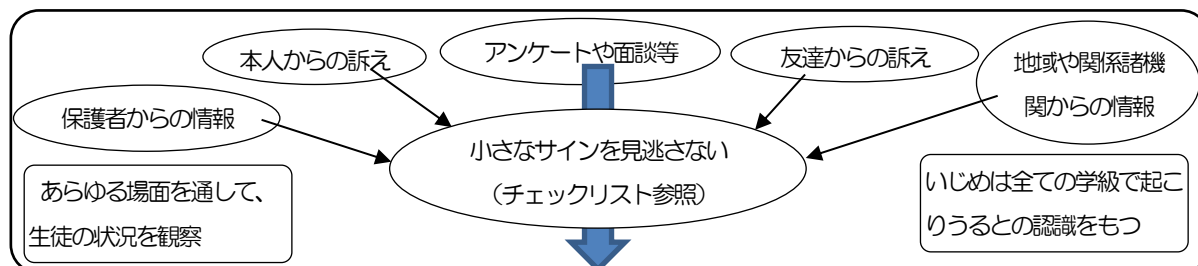 本人からの訴え
アンケートや面談等
友達からの訴え
地域や関係諸機
関からの情報
保護者からの情報
小さなサインを見逃さない
（チェックリスト参照）
あらゆる場面を通して、
生徒の状況を観察
いじめは全ての学級で起こ
りうるとの認識をもつ